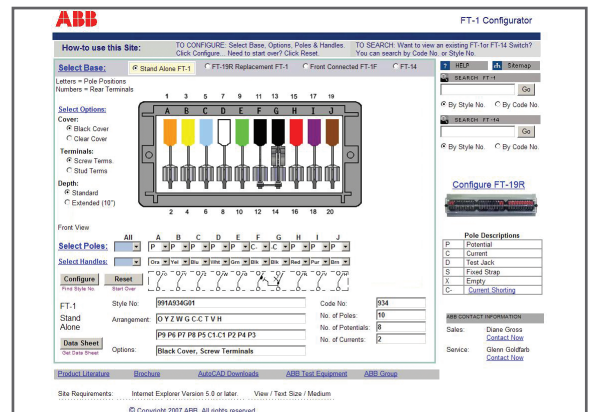 ABB
FT-1 Configurator
How-to use this Site:
TO CONFIGURE: Select Base, Options, Poles & Handles.
Click Configure... Need to start over? Click Reset.
TO SEARCH: Want to view an existing FT-1or FT-14 Switch?
You can search by Code No. or Style No.
Select Base:
Stand Alone FT-1
FT-19R Replacement FT-1
Front Connected FT-1F
FT-14
? HELP
Sitemap
Letters = Pole Positions
Numbers = Rear Terminals
SEARCH FT-1
Go
By Style No.
By Code No.
SEARCH FT-14
Go
By Style No.
By Code No.
1 3 5 7 9 11 13 15 17 19
A B C D E F G H I J
2 4 6 8 10 12 14 16 18 20
Select Options:
Cover:
Black Cover
Clear Cover
Terminals:
Screw Terms.
Stud Terms.
Depth:
Standard
Extended (10")
Front View
Configure FT-19R
All A B C D E F G H I J
Select Poles:
P P P P P C- -C P P P
Select Handles:
Ora Yel Blu Wht Grn Blk Blk Red Pur Brn
Configure
Find Style No.
Reset
Start Over
Pole Descriptions
P Potential
C Current
D Test Jack
S Fixed Strap
X Empty
C- Current Shorting
FT-1
Stand
Alone
Data Sheet
Get Data Sheet
Style No: 991A934G01
Arrangement: O Y Z W G C-C T V H
P9 P6 P7 P8 P5 C1-C1 P2 P4 P3
Options: Black Cover, Screw Terminals
Code No: 934
No. of Poles: 10
No. of Potentials: 8
No. of Currents: 2
ABB CONTACT INFORMATION
Sales: Diane Gross
Contact Now
Service: Glenn Goldfarb
Contact Now
Product Literature
Brochure
AutoCAD Downloads
ABB Test Equipment
ABB Group
Site Requirements: Internet Explorer Version 5.0 or later. View / Text Size / Medium
© Copyright 2007 ABB. All rights reserved.